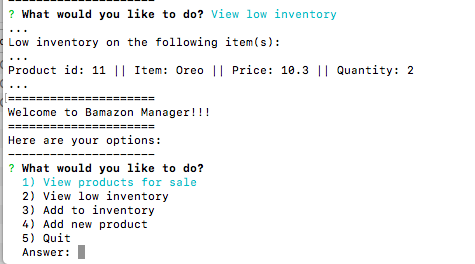 =====================
? What would you like to do? View low inventory
...
Low inventory on the following item(s):
...
Product id: 11 || Item: Oreo || Price: 10.3 || Quantity: 2
...
=====================
Welcome to Bamazon Manager!!!
=====================
Here are your options:
---------------------
? What would you like to do?
1) View products for sale
2) View low inventory
3) Add to inventory
4) Add new product
5) Quit
Answer: